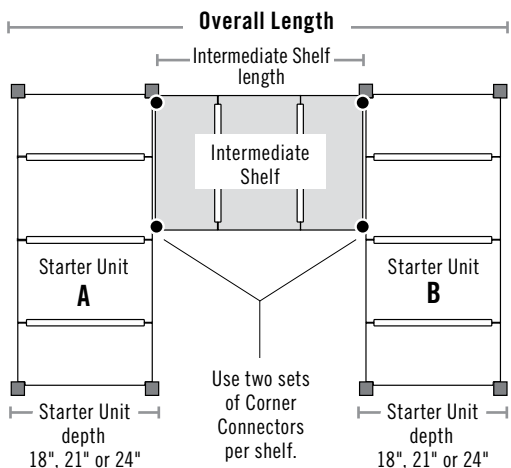 Overall Length
Intermediate Shelf
length
Intermediate
Shelf
Starter Unit
A
Starter Unit
B
Use two sets
of Corner
Connectors
per shelf.
Starter Unit
depth
18", 21" or 24"
Starter Unit
depth
18", 21" or 24"